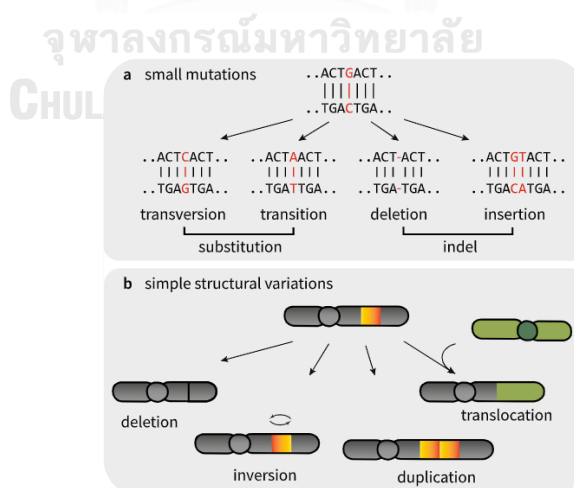 จุฬาลงกรณ์มหาวิทยาลัย
CHUL
a small mutations
..ACTGACT..
..TGACTGA..
..ACTCACT.. ..ACTAACT.. ..ACT-ACT.. ..ACTGTACT..
..TGAGTGA.. ..TGATTGA.. ..TGA-TGA.. ..TGACATGA..
transversion transition deletion insertion
substitution indel
b simple structural variations
deletion
translocation
inversion duplication